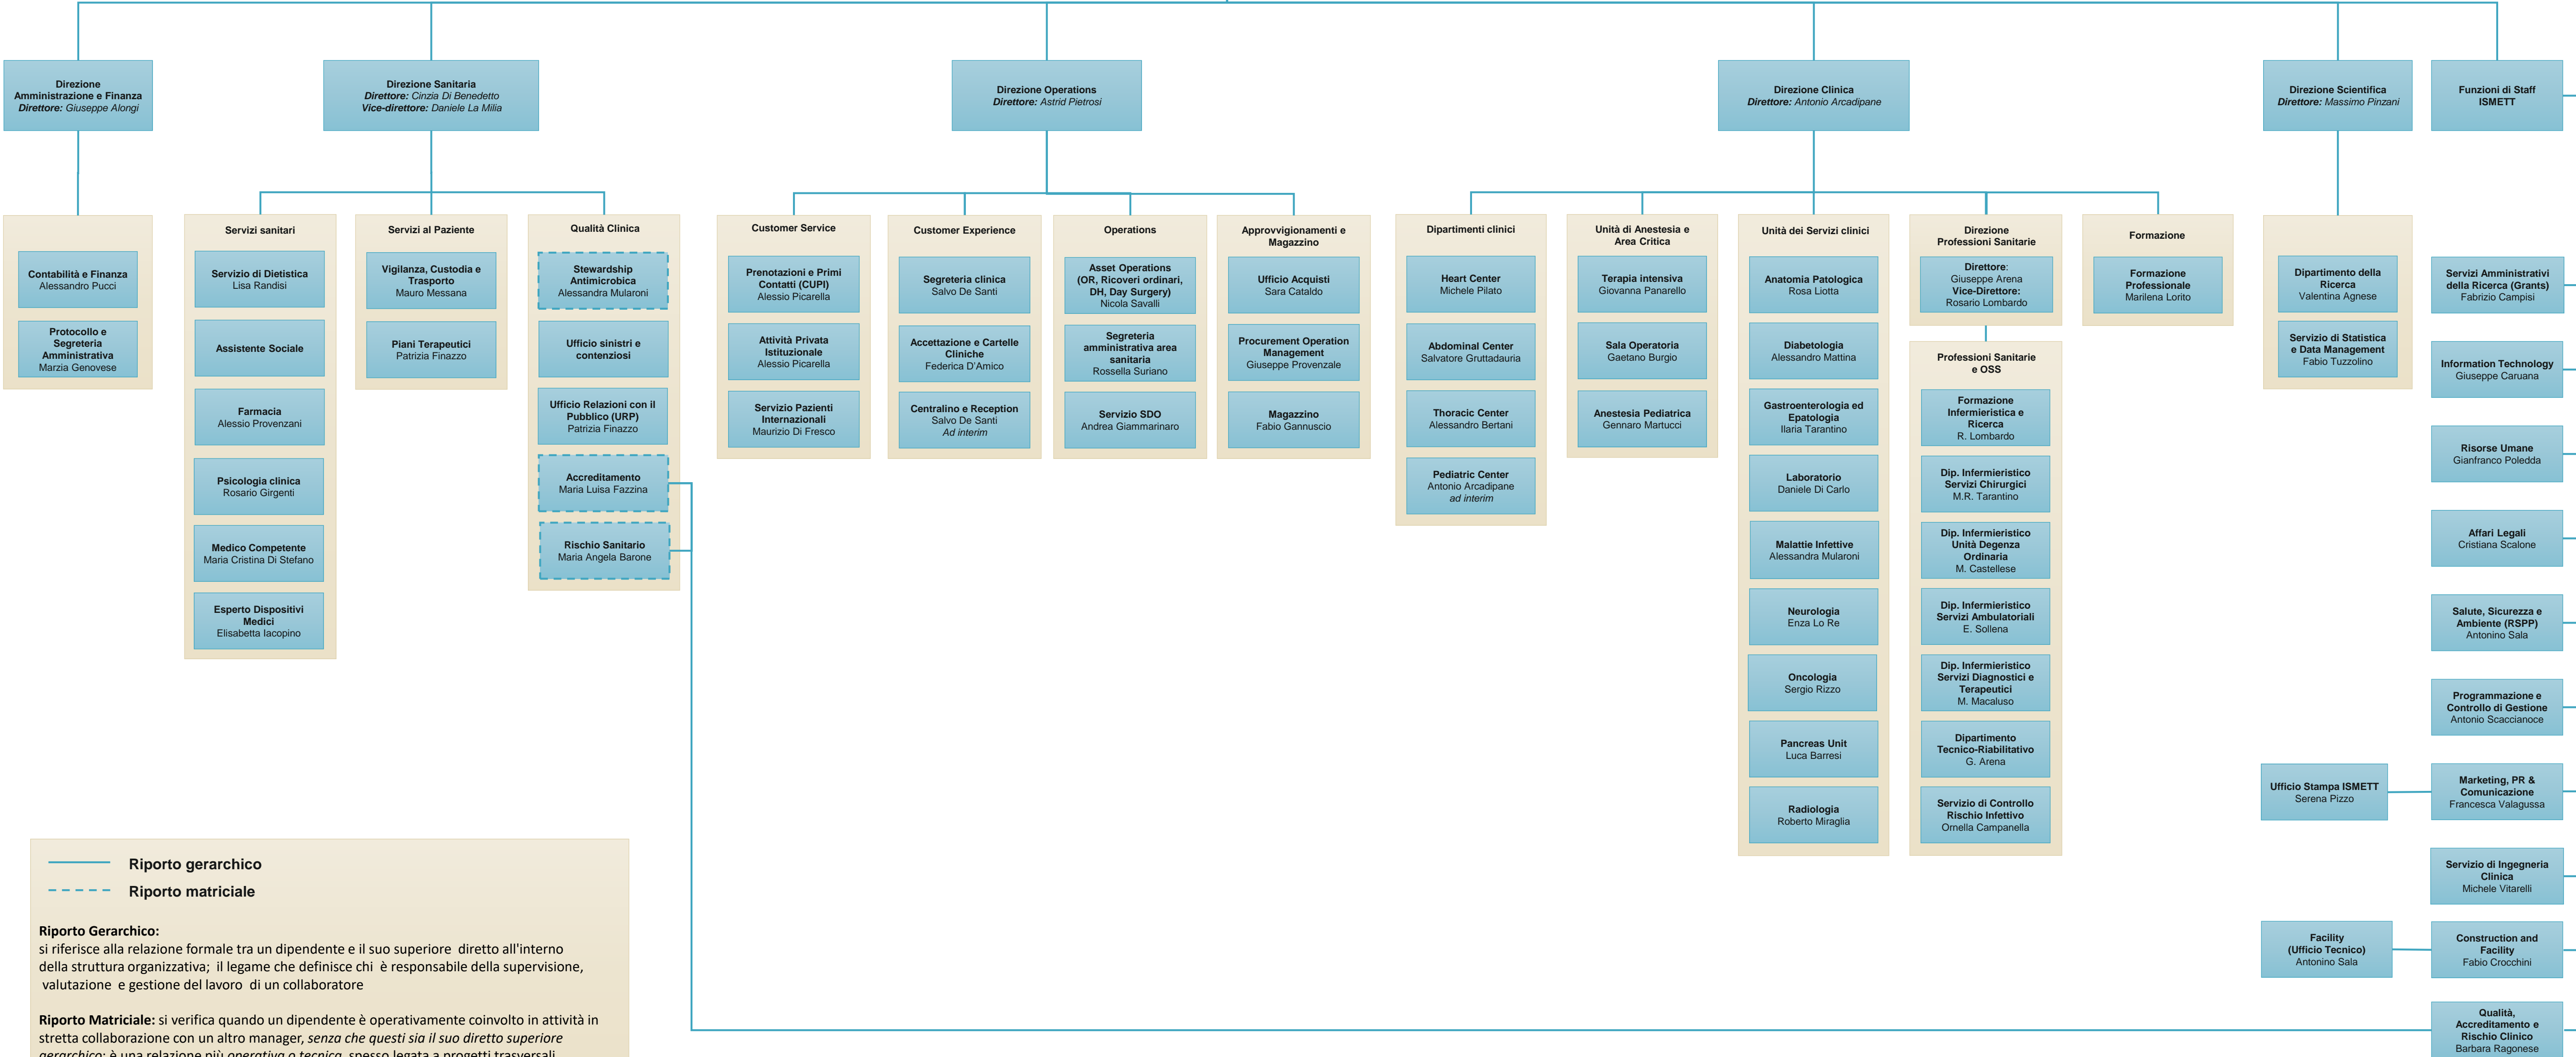 Direzione
Amministrazione e Finanza
Direttore: Giuseppe Alongi
Direzione Sanitaria
Direttore: Cinzia Di Benedetto
Vice-direttore: Daniele La Milia
Direzione Operations
Direttore: Astrid Pietrosi
Direzione Clinica
Direttore: Antonio Arcadipane
Direzione Scientifica
Direttore: Massimo Pinzani
Funzioni di Staff
ISMETT
Contabilità e Finanza
Alessandro Pucci
Protocollo e
Segreteria
Amministrativa
Marzia Genovese
Servizi sanitari
Servizio di Dietistica
Lisa Randisi
Assistente Sociale
Farmacia
Alessio Provenzani
Psicologia clinica
Rosario Girgenti
Medico Competente
Maria Cristina Di Stefano
Esperto Dispositivi
Medici
Elisabetta Iacopino
Servizi al Paziente
Vigilanza, Custodia e
Trasporto
Mauro Messana
Piani Terapeutici
Patrizia Finazzo
Qualità Clinica
Stewardship
Antimicrobica
Alessandra Mularoni
Ufficio sinistri e
contenziosi
Ufficio Relazioni con il
Pubblico (URP)
Patrizia Finazzo
Accreditamento
Maria Luisa Fazzina
Rischio Sanitario
Maria Angela Barone
Customer Service
Prenotazioni e Primi
Contatti (CUPI)
Alessio Picarella
Attività Privata
Istituzionale
Alessio Picarella
Servizio Pazienti
Internazionali
Maurizio Di Fresco
Customer Experience
Segreteria clinica
Salvo De Santi
Accettazione e Cartelle
Cliniche
Federica D'Amico
Centralino e Reception
Salvo De Santi
Ad interim
Operations
Asset Operations
(OR, Ricoveri ordinari,
DH, Day Surgery)
Nicola Savalli
Segreteria
amministrativa area
sanitaria
Rossella Suriano
Servizio SDO
Andrea Giammarinaro
Approvvigionamenti e
Magazzino
Ufficio Acquisti
Sara Cataldo
Procurement Operation
Management
Giuseppe Provenzale
Magazzino
Fabio Gannuscio
Dipartimenti clinici
Heart Center
Michele Pilato
Abdominal Center
Salvatore Gruttadauria
Thoracic Center
Alessandro Bertani
Pediatric Center
Antonio Arcadipane
ad interim
Unità di Anestesia e
Area Critica
Terapia intensiva
Giovanna Panarello
Sala Operatoria
Gaetano Burgio
Anestesia Pediatrica
Gennaro Martucci
Unità dei Servizi clinici
Anatomia Patologica
Rosa Liotta
Diabetologia
Alessandro Mattina
Gastroenterologia ed
Epatologia
Ilaria Tarantino
Laboratorio
Daniele Di Carlo
Malattie Infettive
Alessandra Mularoni
Neurologia
Enza Lo Re
Oncologia
Sergio Rizzo
Pancreas Unit
Luca Barresi
Radiologia
Roberto Miraglia
Direzione
Professioni Sanitarie
Direttore:
Giuseppe Arena
Vice-Direttore:
Rosario Lombardo
Professioni Sanitarie
e OSS
Formazione
Infermieristica e
Ricerca
R. Lombardo
Dip. Infermieristico
Servizi Chirurgici
M.R. Tarantino
Dip. Infermieristico
Unità Degenza
Ordinaria
M. Castellese
Dip. Infermieristico
Servizi Ambulatoriali
E. Sollena
Dip. Infermieristico
Servizi Diagnostici e
Terapeutici
M. Macaluso
Dipartimento
Tecnico-Riabilitativo
G. Arena
Servizio di Controllo
Rischio Infettivo
Ornella Campanella
Formazione
Formazione
Professionale
Marilena Lorito
Dipartimento della
Ricerca
Valentina Agnese
Servizio di Statistica
e Data Management
Fabio Tuzzolino
Servizi Amministrativi
della Ricerca (Grants)
Fabrizio Campisi
Information Technology
Giuseppe Caruana
Risorse Umane
Gianfranco Poledda
Affari Legali
Cristiana Scalone
Salute, Sicurezza e
Ambiente (RSPP)
Antonino Sala
Programmazione e
Controllo di Gestione
Antonio Scaccianoce
Ufficio Stampa ISMETT
Serena Pizzo
Marketing, PR &
Comunicazione
Francesca Valagussa
Servizio di Ingegneria
Clinica
Michele Vitarelli
Facility
(Ufficio Tecnico)
Antonino Sala
Construction and
Facility
Fabio Crocchini
Qualità,
Accreditamento e
Rischio Clinico
Barbara Ragonese
Riporto gerarchico
Riporto matriciale
Riporto Gerarchico:
si riferisce alla relazione formale tra un dipendente e il suo superiore diretto all'interno
della struttura organizzativa; il legame che definisce chi è responsabile della supervisione,
valutazione e gestione del lavoro di un collaboratore
Riporto Matriciale: si verifica quando un dipendente è operativamente coinvolto in attività in
stretta collaborazione con un altro manager, senza che questi sia il suo diretto superiore
gerarchico; è una relazione più operativa o tecnica, spesso legata a progetti trasversali